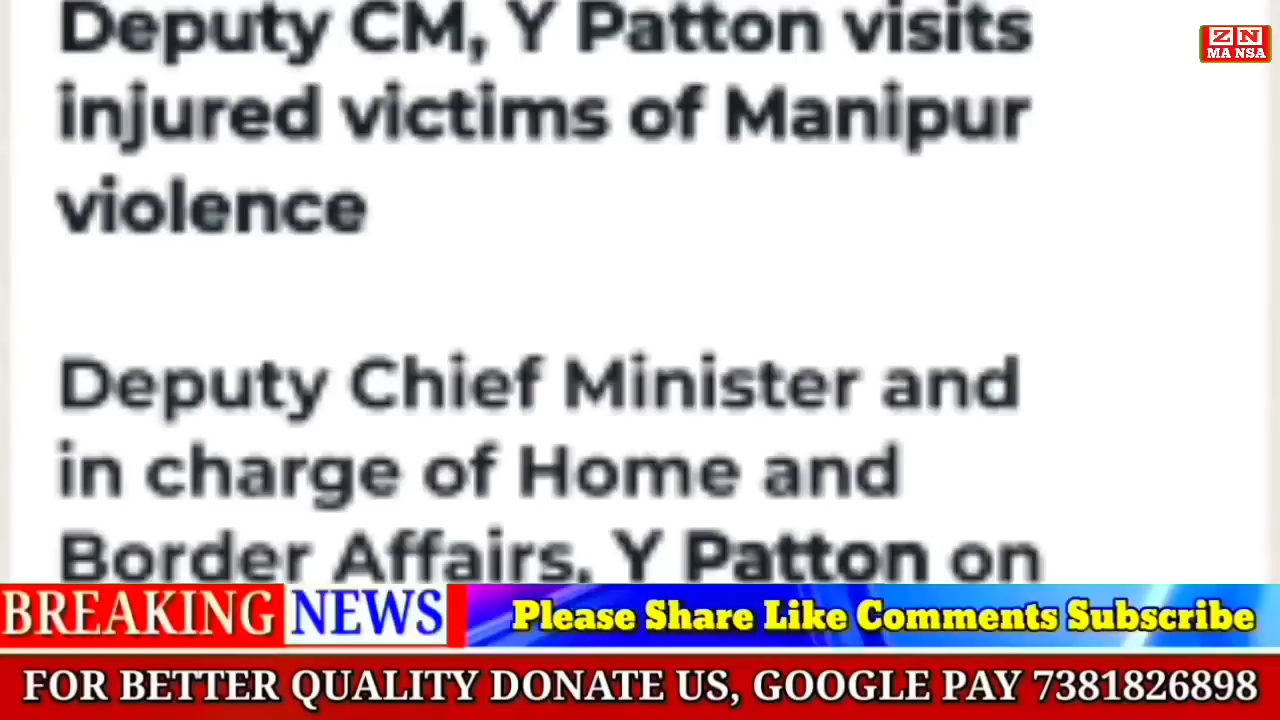 Deputy CM, Y Patton visits
injured victims of Manipur
violence
Deputy Chief Minister and
in charge of Home and
Border Affairs, Y Patton on
ZN
MANSA
BREAKING NEWS
Please Share Like Comments Subscribe
FOR BETTER QUALITY DONATE US, GOOGLE PAY 7381826898